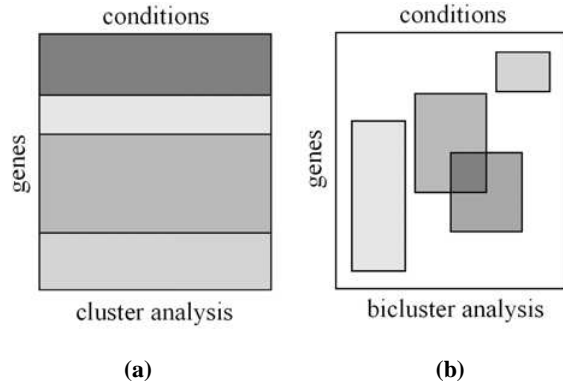 conditions
genes
cluster analysis
(a)
conditions
genes
bicluster analysis
(b)